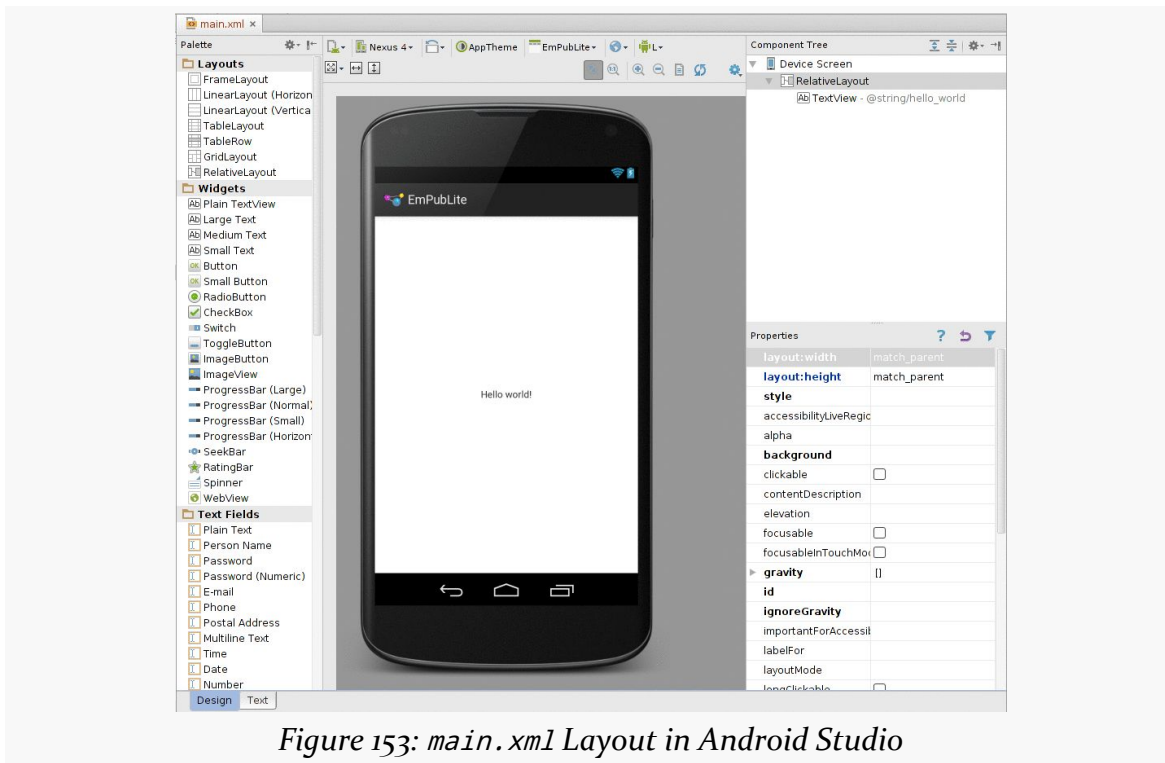 main.xml
Palette
Layouts
FrameLayout
LinearLayout (Horizon
LinearLayout (Vertica
TableLayout
TableRow
GridLayout
RelativeLayout
Widgets
Plain TextView
Large Text
Medium Text
Small Text
Button
Small Button
RadioButton
CheckBox
Switch
ToggleButton
ImageButton
ImageView
ProgressBar (Large)
ProgressBar (Normal)
ProgressBar (Small)
ProgressBar (Horizon
SeekBar
RatingBar
Spinner
WebView
Text Fields
Plain Text
Person Name
Password
Password (Numeric)
E-mail
Phone
Postal Address
Multiline Text
Time
Date
Number
Design Text
Nexus 4 AppTheme EmPubLite L
EmPubLite
Hello world!
Component Tree
Device Screen
RelativeLayout
Ab TextView - @string/hello_world
Properties
layout:width match_parent
layout:height match_parent
style
accessibilityLiveRegic
alpha
background
clickable
contentDescription
elevation
focusable
focusableInTouchMo
gravity []
id
ignoreGravity
importantForAccessil
labelFor
layoutMode
longClickable
Figure 153: main.xml Layout in Android Studio